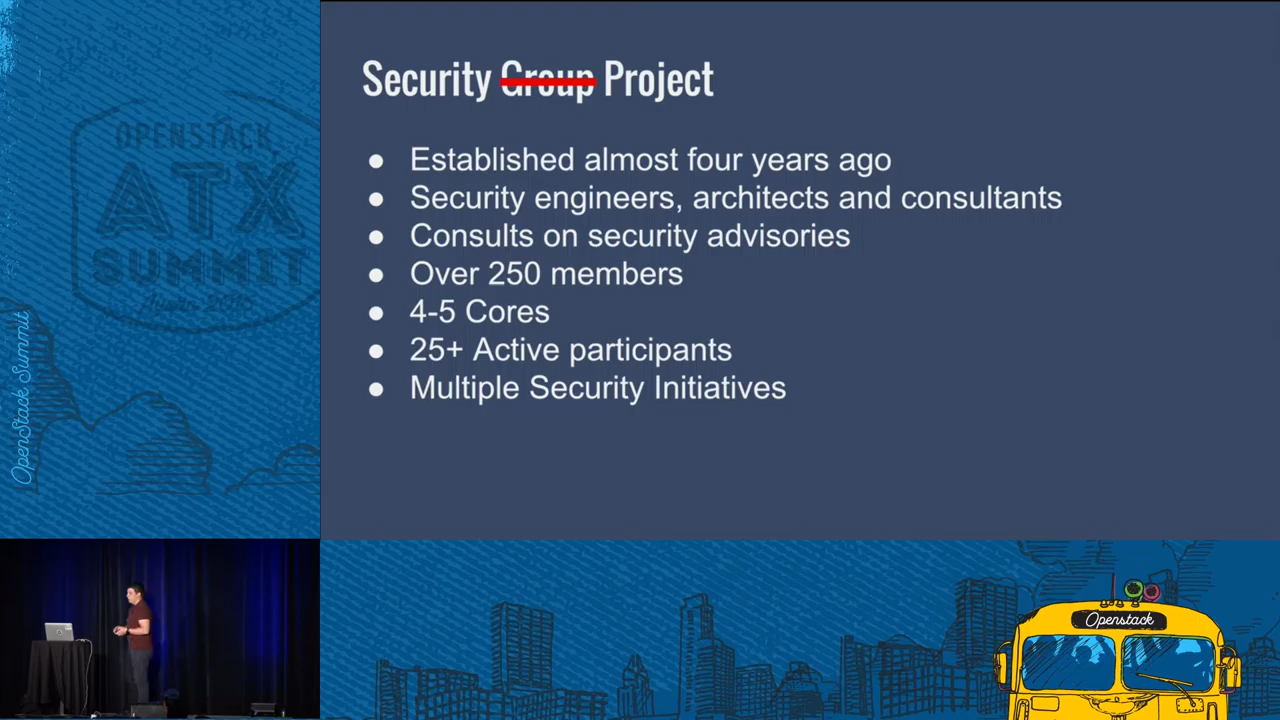 Security Group Project
● Established almost four years ago
● Security engineers, architects and consultants
● Consults on security advisories
● Over 250 members
● 4-5 Cores
● 25+ Active participants
● Multiple Security Initiatives
OPENSTACK
ATX
SUMMIT
Austin 2016
OpenStack Summit
Openstack